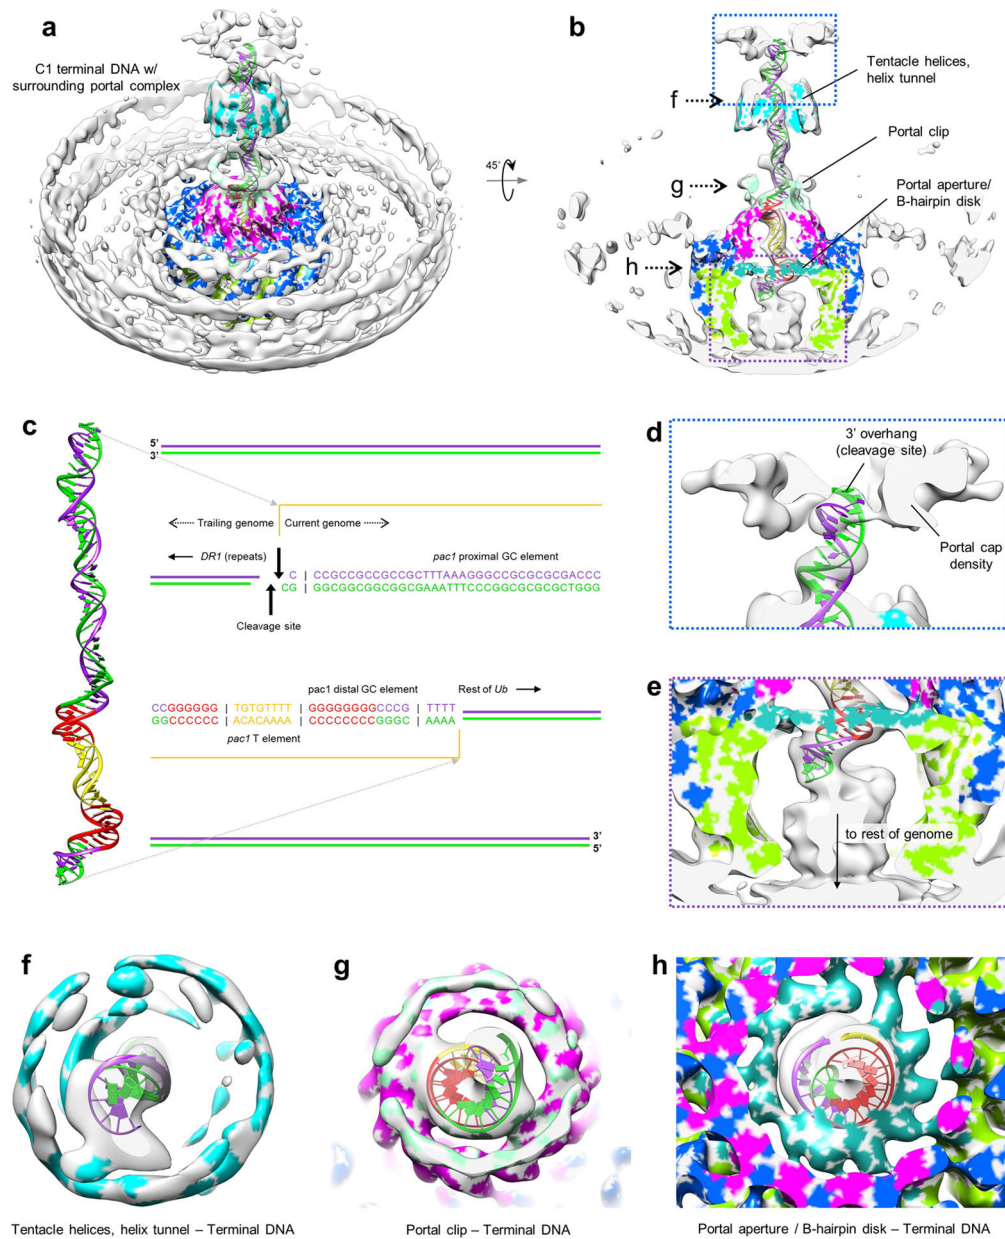 a
C1 terminal DNA w/
surrounding portal complex
45°
b
Tentacle helices,
helix tunnel
f
Portal clip
g
Portal aperture/
B-hairpin disk
h
c
5’
3’
Trailing genome
Current genome
DR1 (repeats)
pac1 proximal GC element
C | CCGCCGCCGCCGCTTTAAAGGGCCGCGCGCGACCC
CG | GGCGGCGGCGGCGAAATTTCCCGGCGCGCGCTGGG
Cleavage site
pac1 distal GC element
Rest of Ub
CCGGGGGG | TGTGTTTT | GGGGGGGGCCCG | TTTT
GGCCCCCC | ACACAAAA | CCCCCCCCGGGC | AAAA
pac1 T element
3’
5’
d
3’ overhang
(cleavage site)
Portal cap
density
e
to rest of genome
f
Tentacle helices, helix tunnel – Terminal DNA
g
Portal clip – Terminal DNA
h
Portal aperture / B-hairpin disk – Terminal DNA